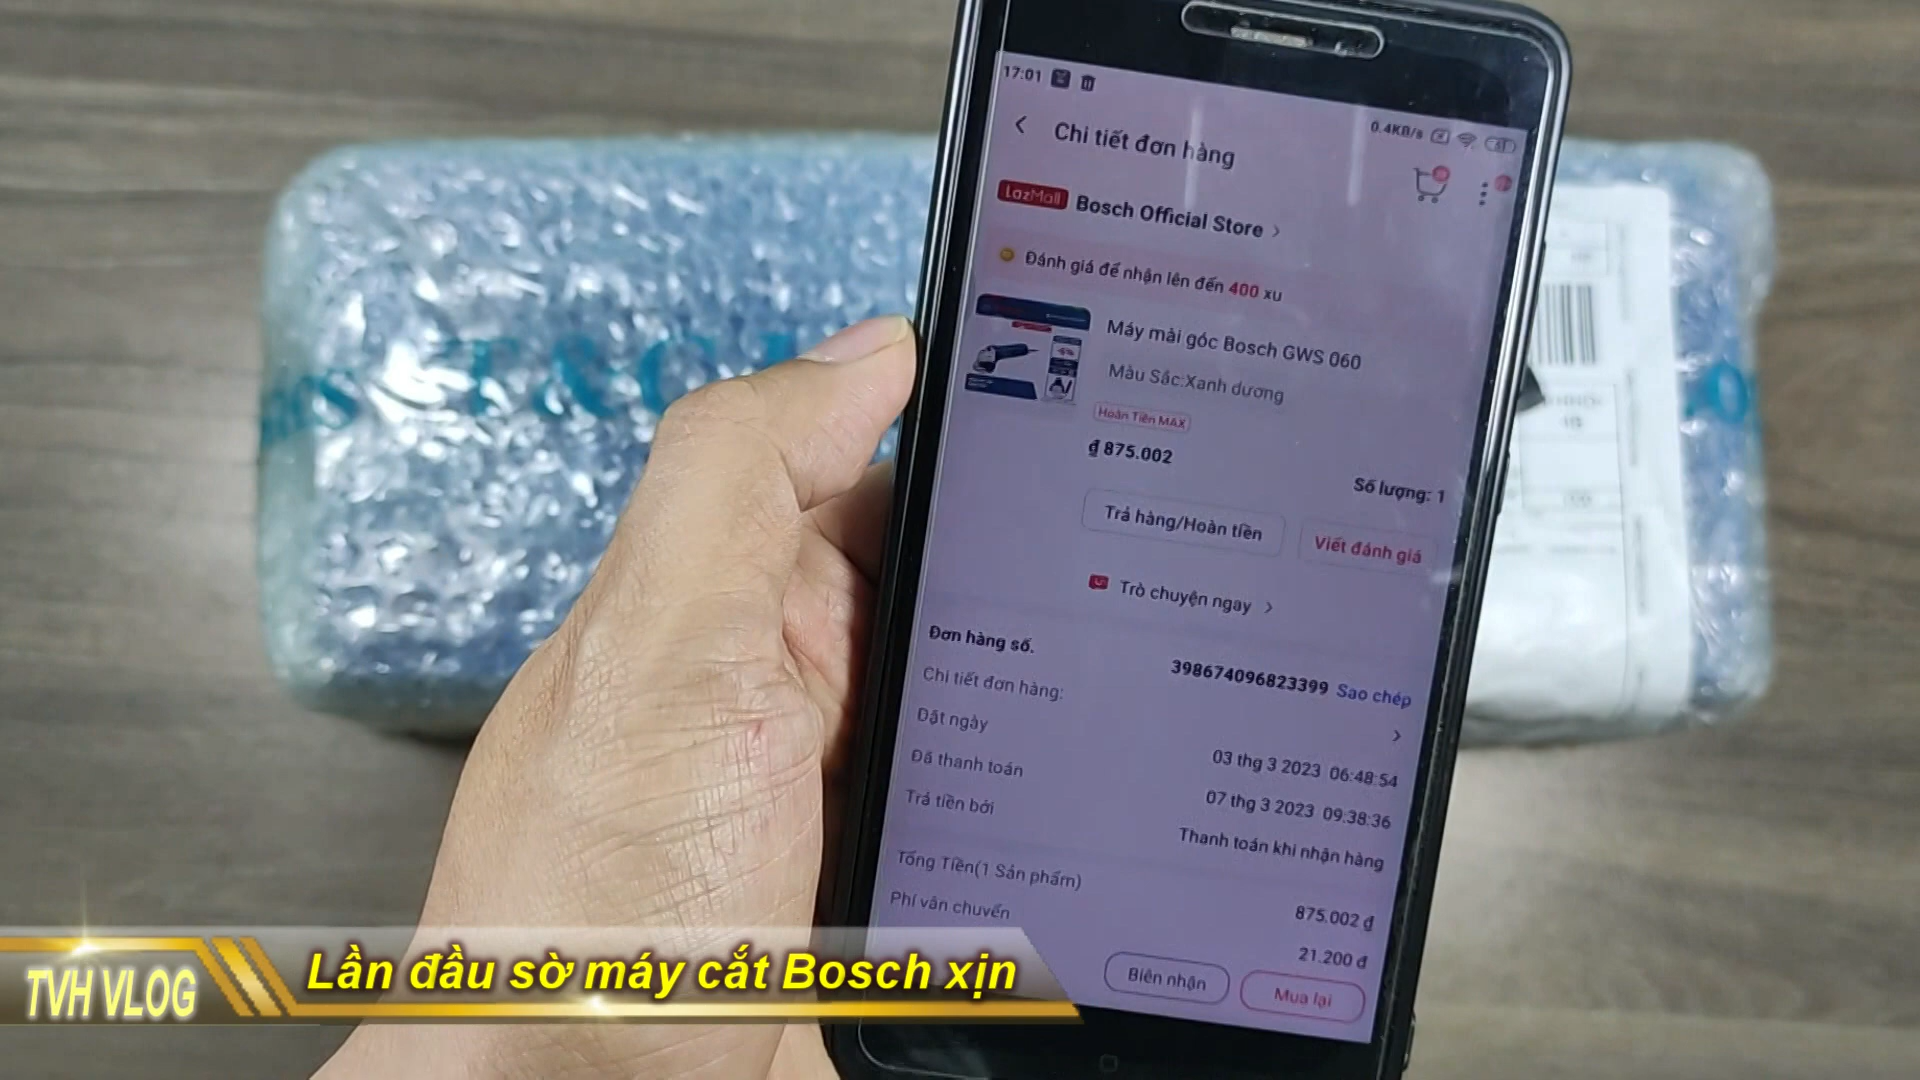 17:01
0.4KB/s
61
Chi tiết đơn hàng
LazMall Bosch Official Store
Đánh giá để nhận lên đến 400 xu
Máy mài góc Bosch GWS 060
Màu Sắc:Xanh dương
Hoàn Tiền MAX
₫ 875.002
Số lượng: 1
Trả hàng/Hoàn tiền
Viết đánh giá
Trò chuyện ngay
Đơn hàng số.
398674096823399 Sao chép
Chi tiết đơn hàng:
Đặt ngày
03 thg 3 2023 06:48:54
Đã thanh toán
07 thg 3 2023 09:38:36
Trả tiền bởi
Thanh toán khi nhận hàng
Tổng Tiền(1 Sản phẩm)
875.002 ₫
Phí vận chuyển
21.200 ₫
Biên nhận
Mua lại
TVH VLOG
Lần đầu sờ máy cắt Bosch xịn